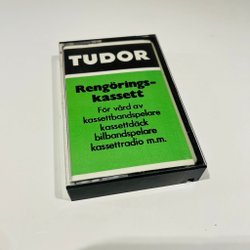 TUDOR
Rengörings-
kassett
För vård av
kassettbandspelare
kassettdäck
bilbandspelare
kassettradio m.m.